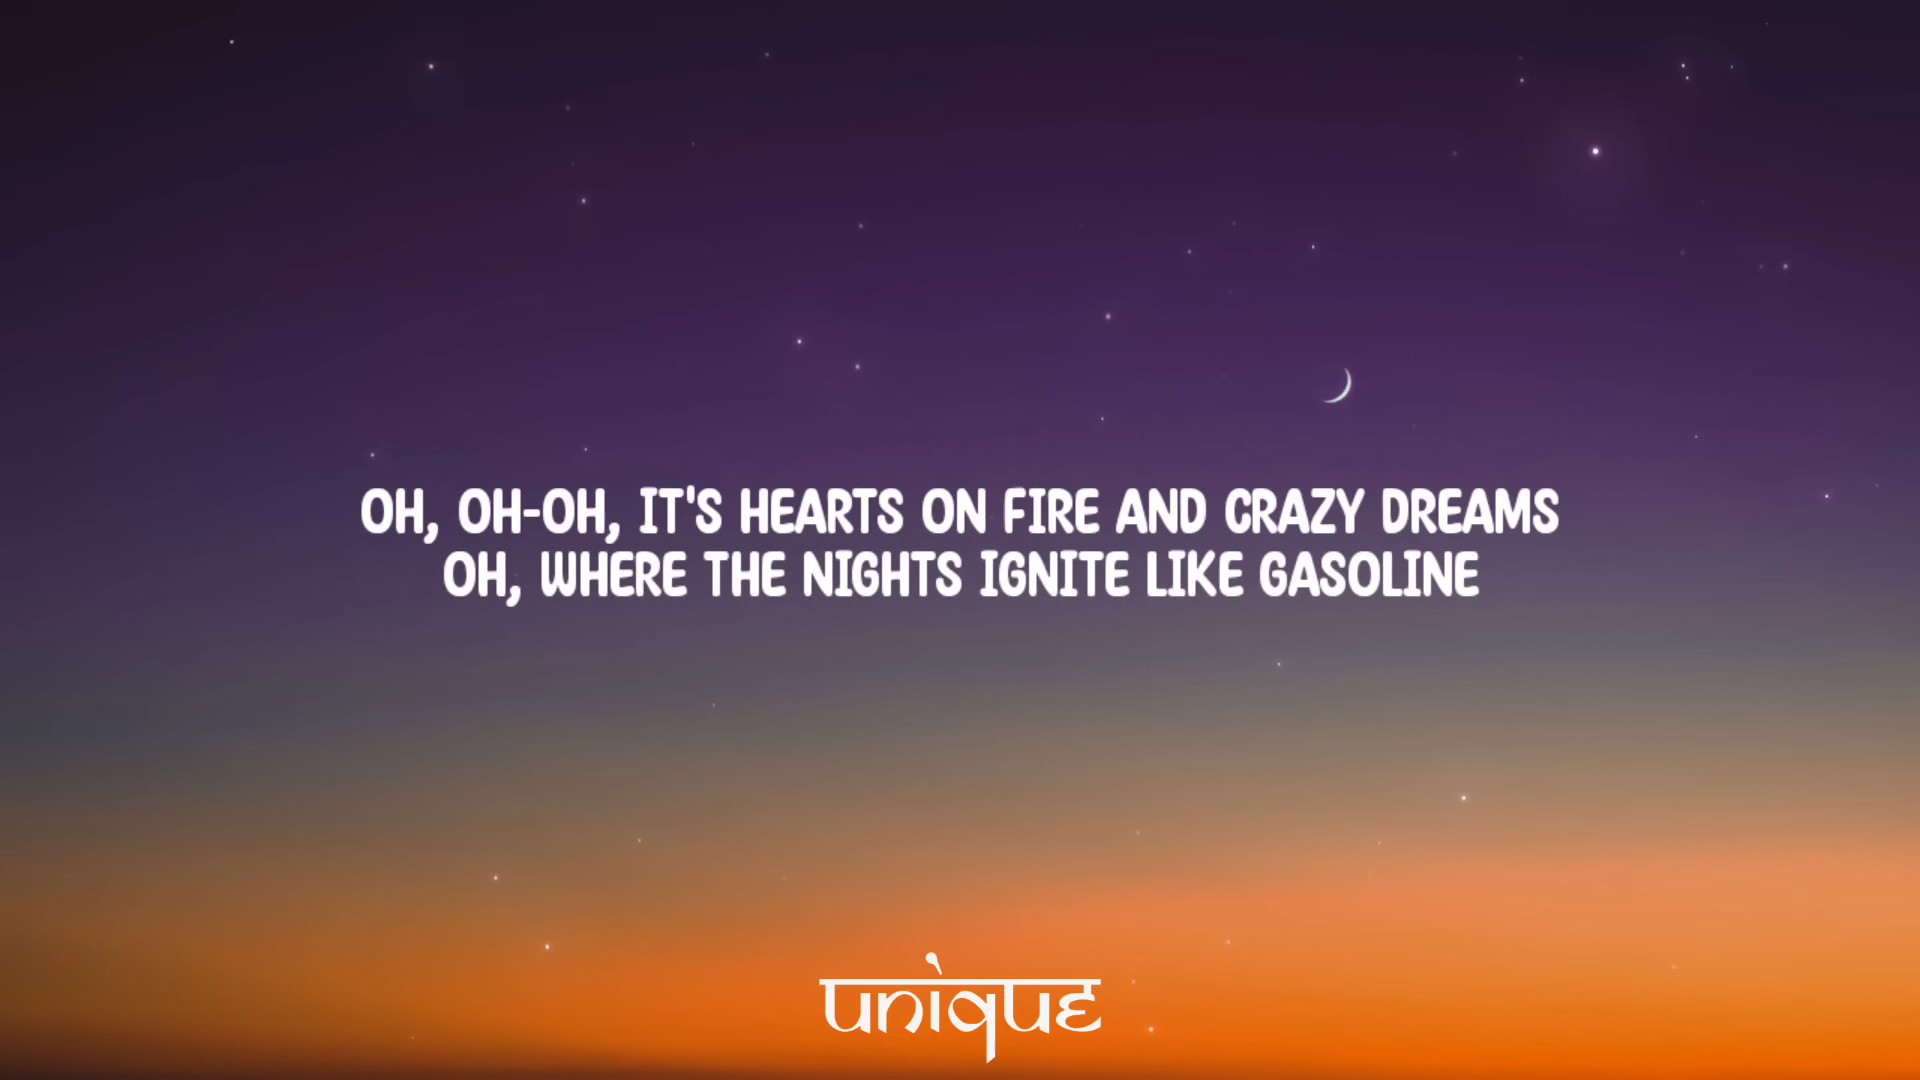 OH, OH-OH, IT'S HEARTS ON FIRE AND CRAZY DREAMS
OH, WHERE THE NIGHTS IGNITE LIKE GASOLINE
unique